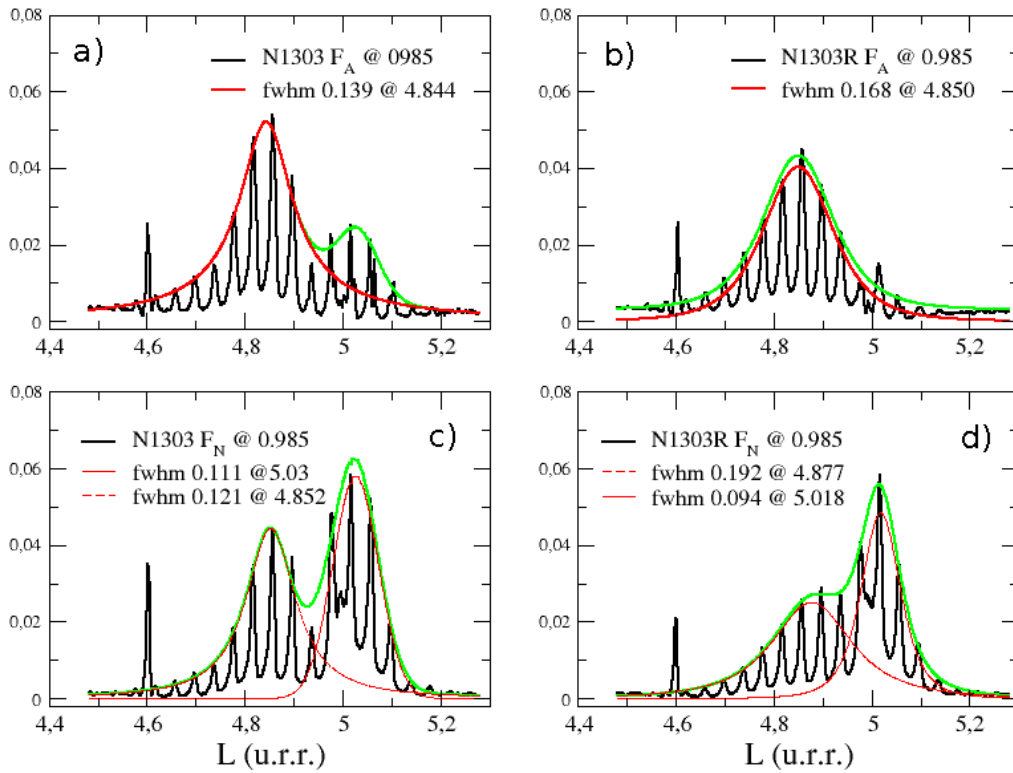 a)
N1303 F_A @ 0985
fwhm 0.139 @ 4.844
0,08
0,06
0,04
0,02
0
4,4 4,6 4,8 5 5,2
b)
N1303R F_A @ 0.985
fwhm 0.168 @ 4.850
0,08
0,06
0,04
0,02
0
4,4 4,6 4,8 5 5,2
c)
N1303 F_N @ 0.985
fwhm 0.111 @5.03
fwhm 0.121 @ 4.852
0,08
0,06
0,04
0,02
0
4,4 4,6 4,8 5 5,2
L (u.r.r.)
d)
N1303R F_N @ 0.985
fwhm 0.192 @ 4.877
fwhm 0.094 @ 5.018
0,08
0,06
0,04
0,02
0
4,4 4,6 4,8 5 5,2
L (u.r.r.)